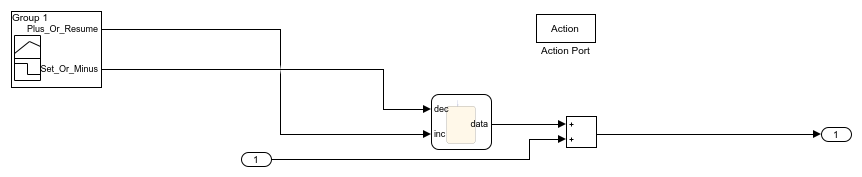 Group 1
Plus_Or_Resume
Set_Or_Minus
Action
Action Port
dec
inc
data
+
+
1
1